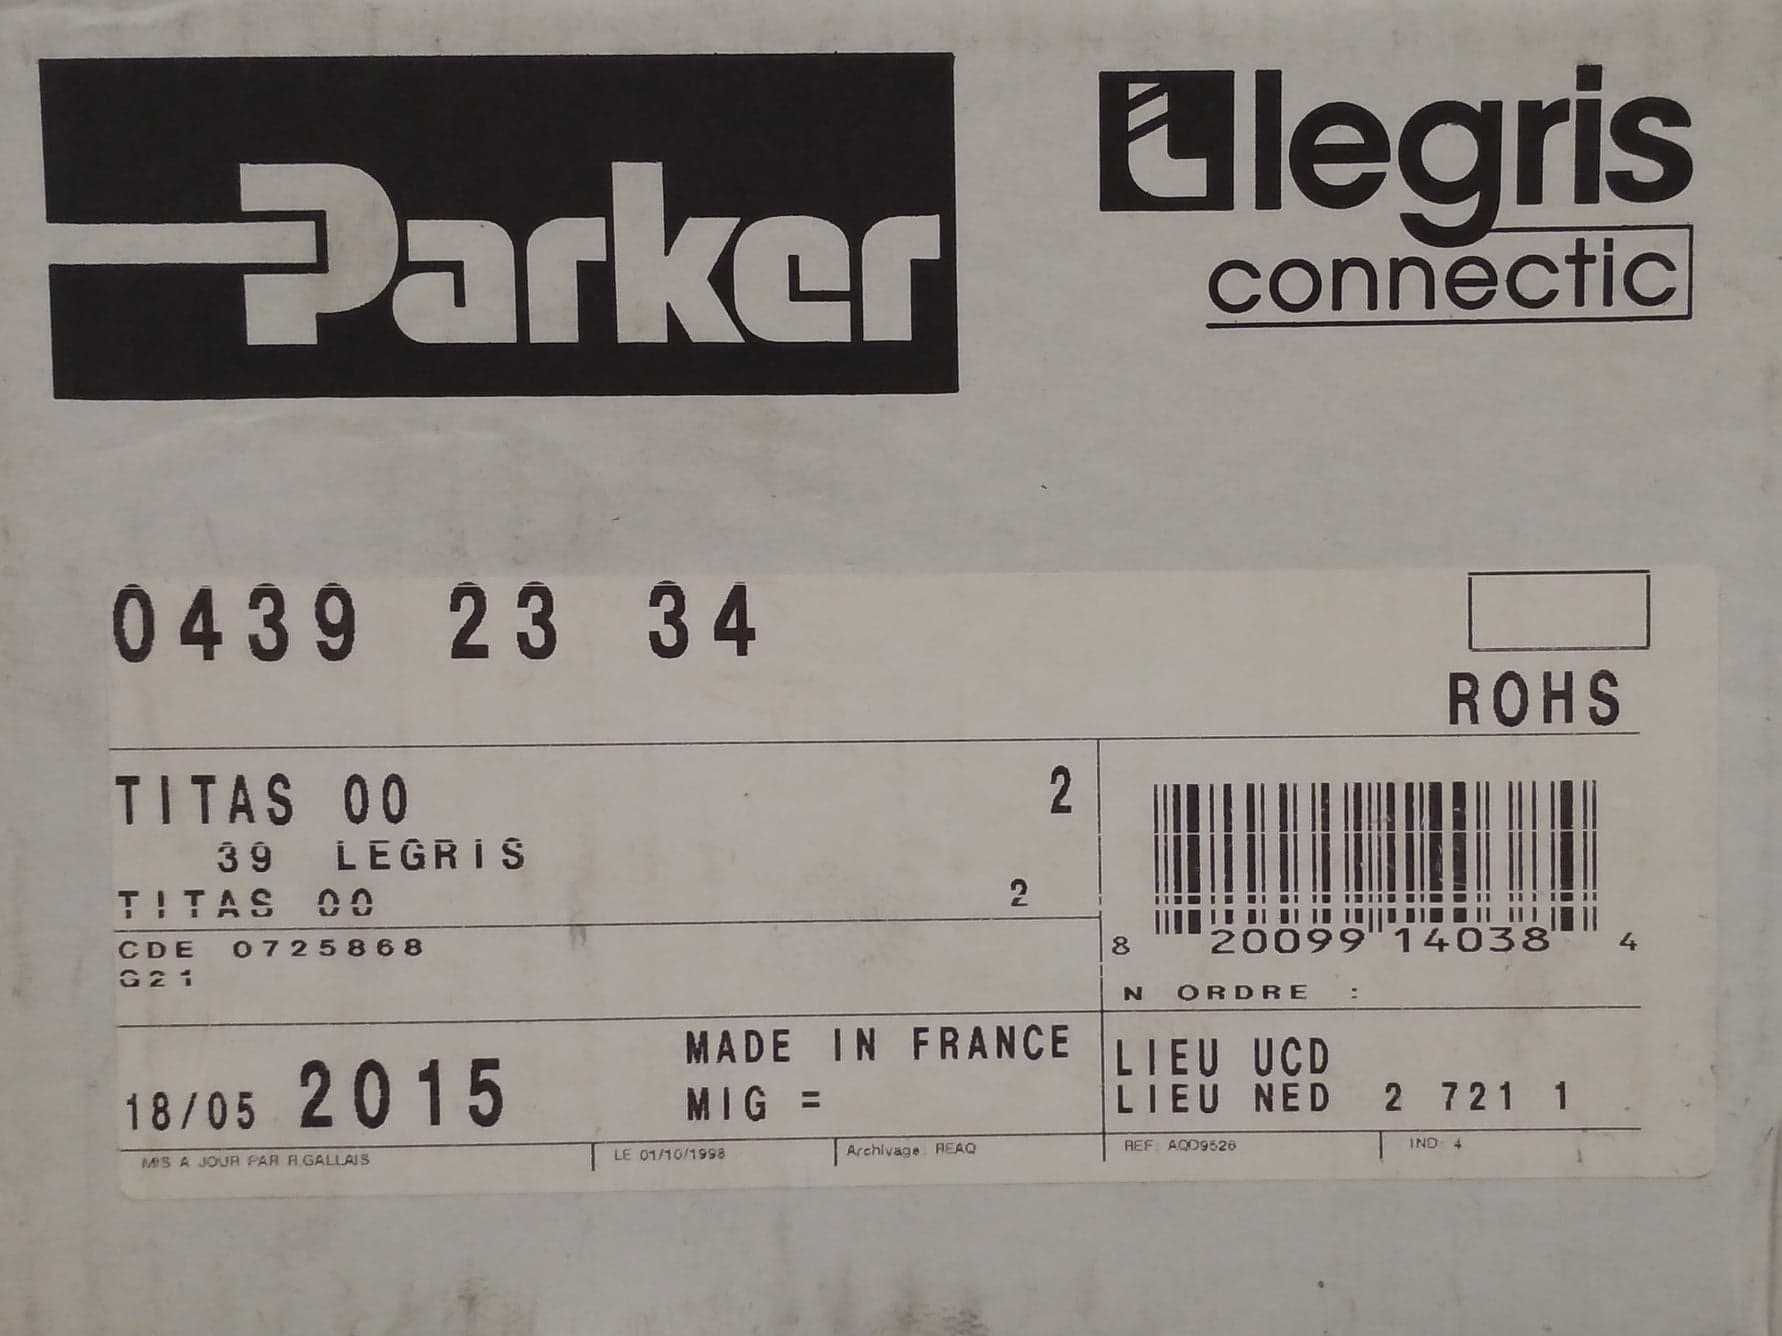 Parker
legris
connectic
0439 23 34
ROHS
TITAS 00 2
39 LEGRIS
TITAS 00 2
CDE 0725868
G21
8 20099 14038 4
N ORDRE :
18/05 2015
MADE IN FRANCE
MIG =
LIEU UCD
LIEU NED 2 721 1
MIS A JOUR PAR R.GALLAIS LE 01/10/1998 Archivage: REAQ REF: AQD9526 IND: 4